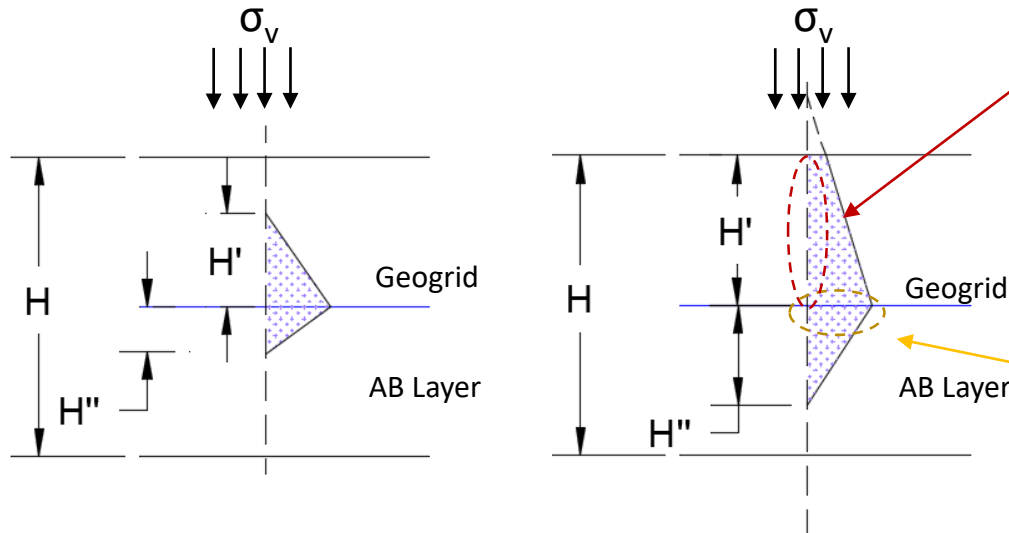 σv
H
H'
Geogrid
AB Layer
H"
σv
H
H'
Geogrid
AB Layer
H"